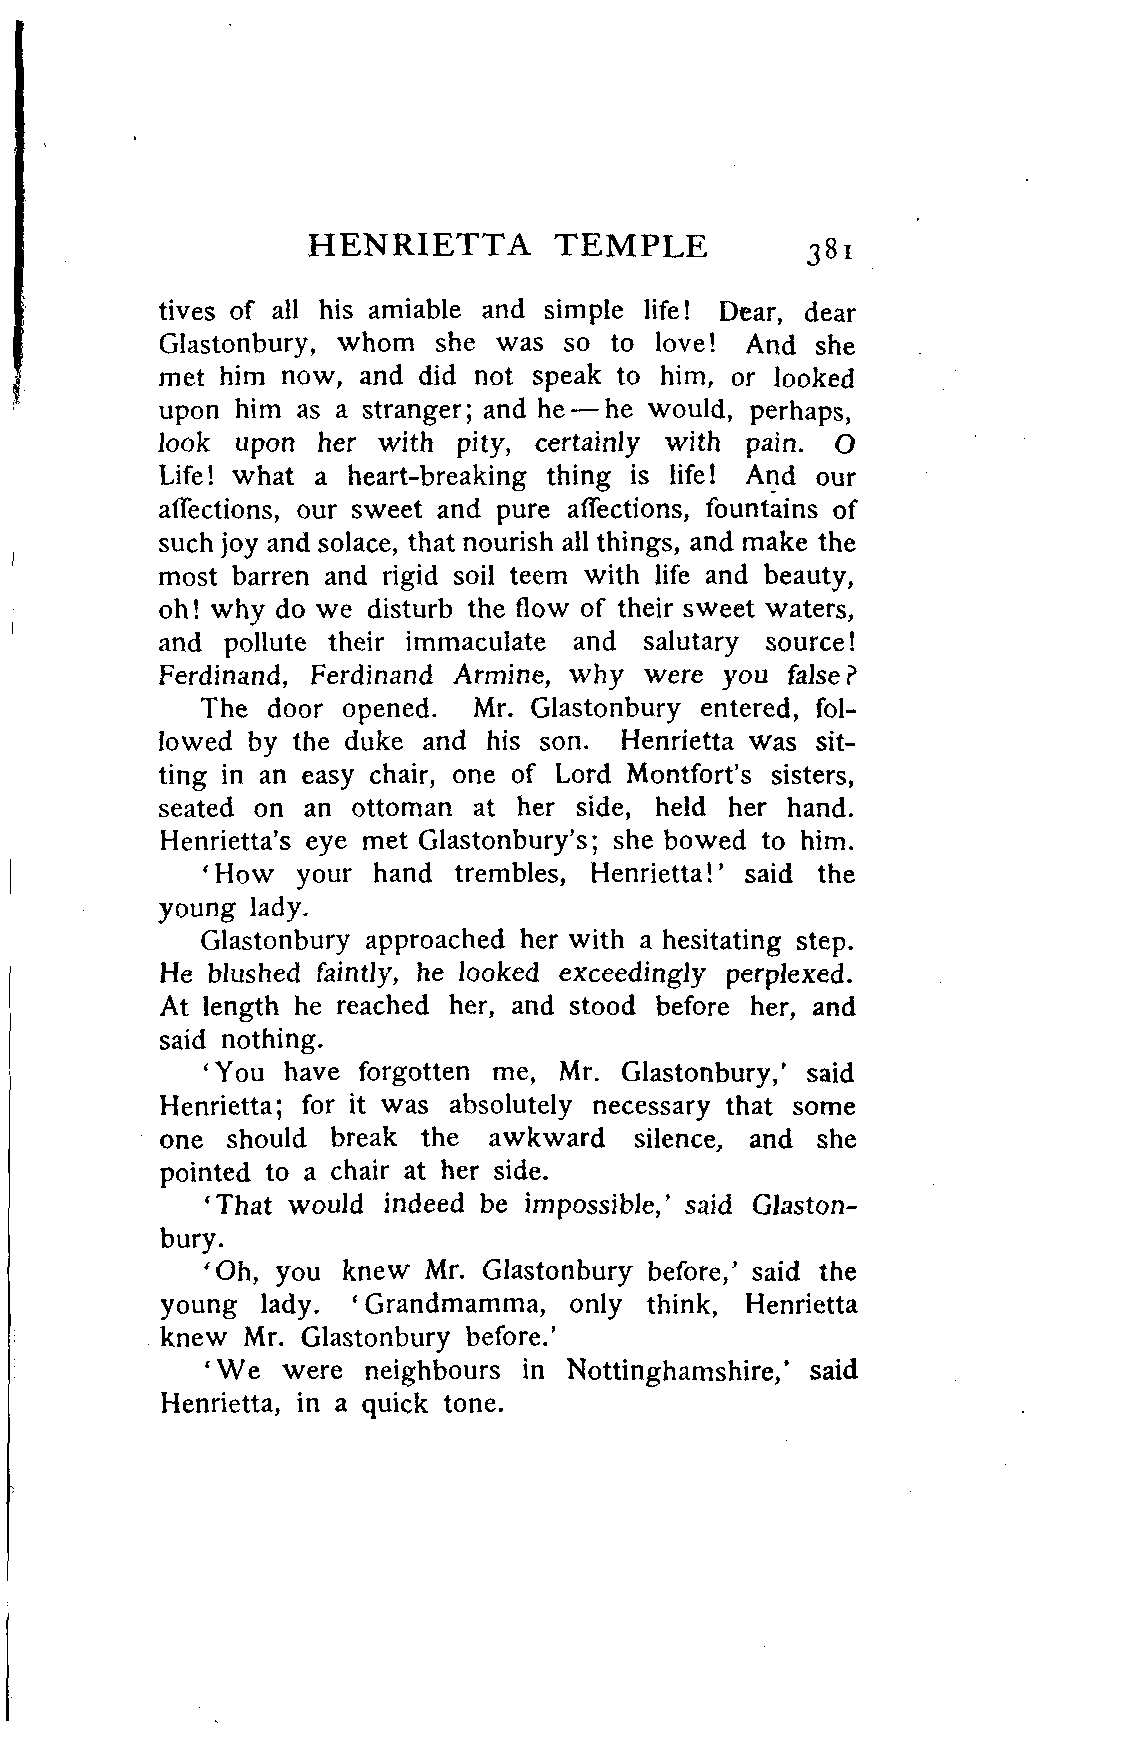 HENRIETTA TEMPLE 381
tives of all his amiable and simple life! Dear, dear
Glastonbury, whom she was so to love! And she
met him now, and did not speak to him, or looked
upon him as a stranger; and he—he would, perhaps,
look upon her with pity, certainly with pain. O
Life! what a heart-breaking thing is life! And our
affections, our sweet and pure affections, fountains of
such joy and solace, that nourish all things, and make the
most barren and rigid soil teem with life and beauty,
oh! why do we disturb the flow of their sweet waters,
and pollute their immaculate and salutary source!
Ferdinand, Ferdinand Armine, why were you false?
The door opened. Mr. Glastonbury entered, fol-
lowed by the duke and his son. Henrietta was sit-
ting in an easy chair, one of Lord Montfort's sisters,
seated on an ottoman at her side, held her hand.
Henrietta's eye met Glastonbury's; she bowed to him.
'How your hand trembles, Henrietta!' said the
young lady.
Glastonbury approached her with a hesitating step.
He blushed faintly, he looked exceedingly perplexed.
At length he reached her, and stood before her, and
said nothing.
'You have forgotten me, Mr. Glastonbury,' said
Henrietta; for it was absolutely necessary that some
one should break the awkward silence, and she
pointed to a chair at her side.
'That would indeed be impossible,' said Glaston-
bury.
'Oh, you knew Mr. Glastonbury before,' said the
young lady. 'Grandmamma, only think, Henrietta
knew Mr. Glastonbury before.'
'We were neighbours in Nottinghamshire,' said
Henrietta, in a quick tone.